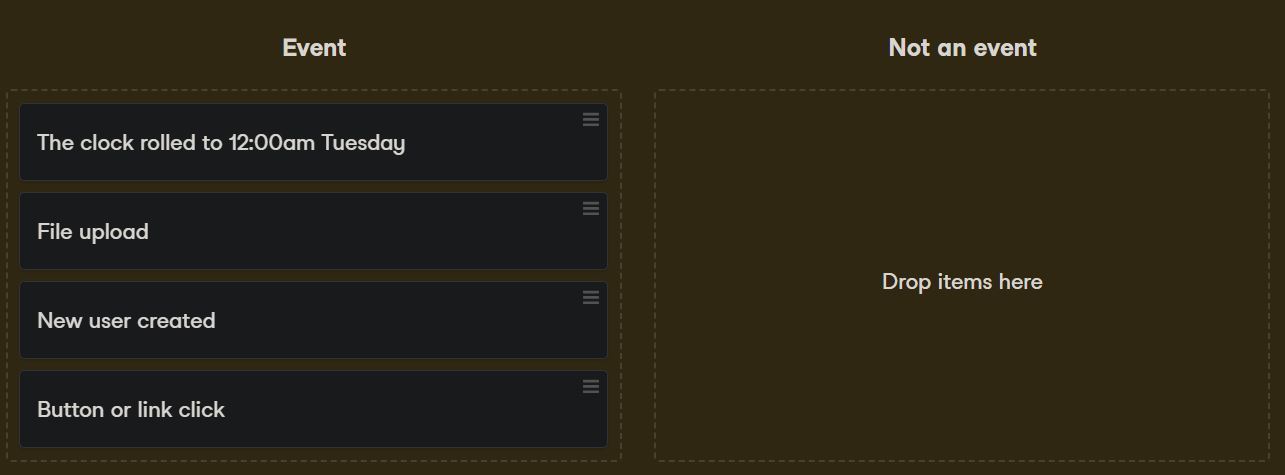 Event
Not an event
The clock rolled to 12:00am Tuesday
File upload
New user created
Button or link click
Drop items here